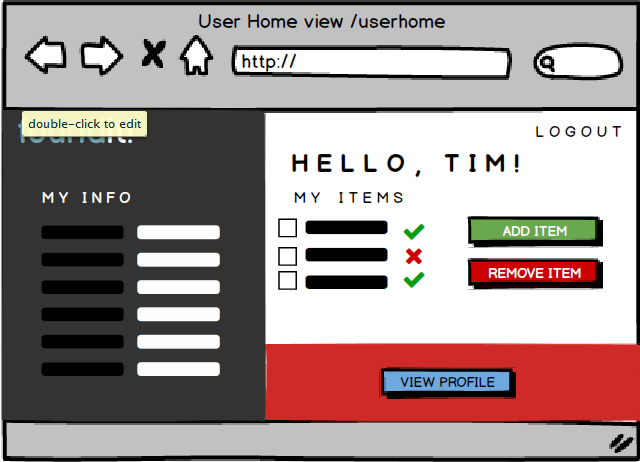 User Home view /userhome
http://
double-click to edit
LOGOUT
HELLO, TIM!
MY INFO
MY ITEMS
ADD ITEM
REMOVE ITEM
VIEW PROFILE